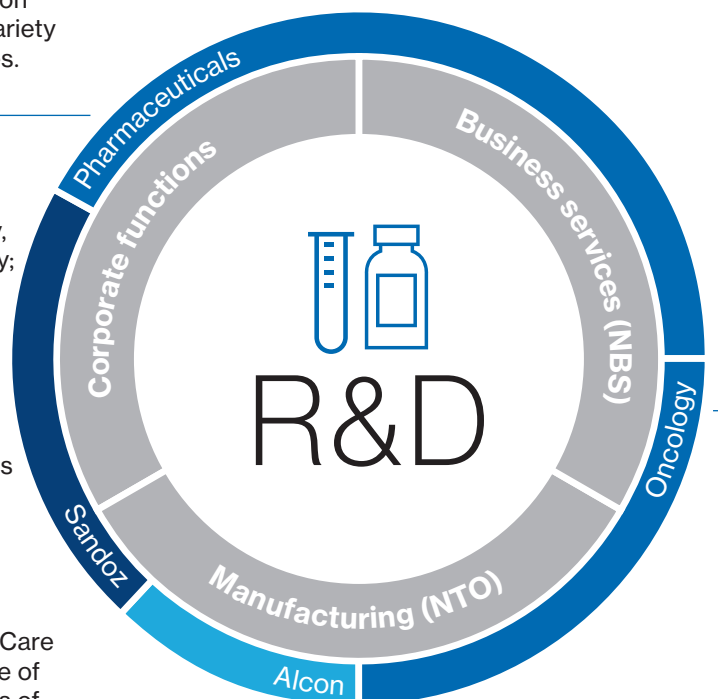 on
ariety
s.
Pharmaceuticals
Corporate functions
Business services (NBS)
y;
R&D
Oncology
s
Sandoz
Manufacturing (NTO)
Care
e of
Alcon